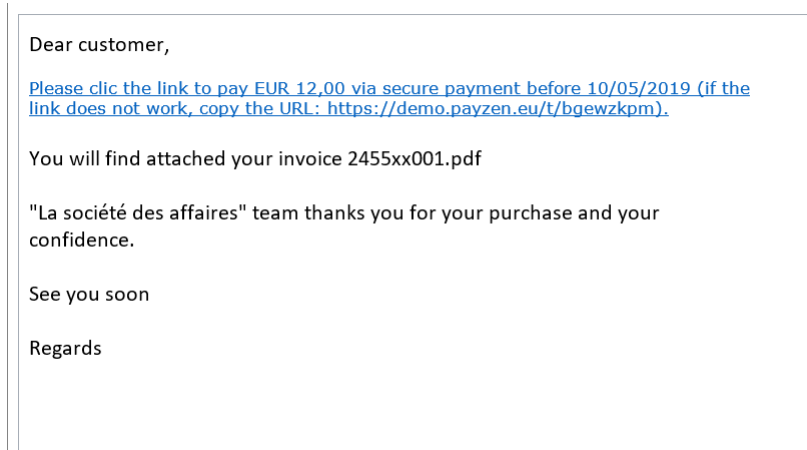 Dear customer,
Please clic the link to pay EUR 12,00 via secure payment before 10/05/2019 (if the
link does not work, copy the URL: https://demo.payzen.eu/t/bgewzkpm).
You will find attached your invoice 2455xx001.pdf
"La société des affaires" team thanks you for your purchase and your
confidence.
See you soon
Regards